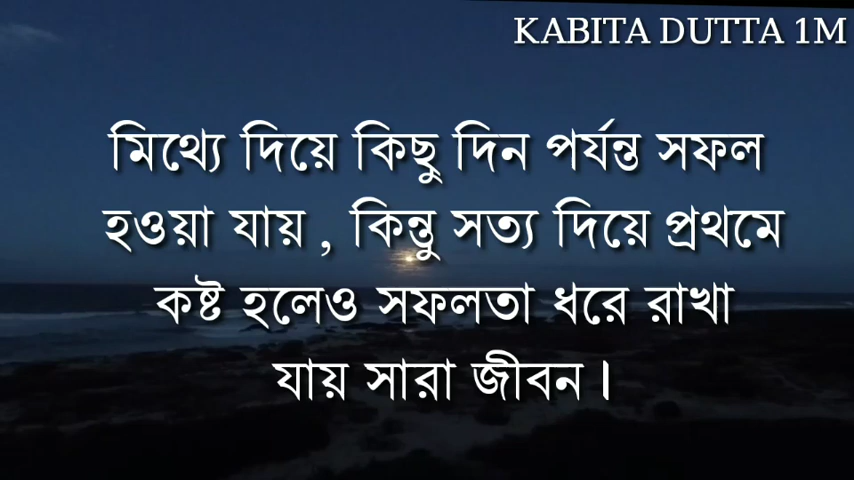 KABITA DUTTA 1M
মিথ্যে দিয়ে কিছু দিন পর্যন্ত সফল
হওয়া যায় , কিন্তু সত্য দিয়ে প্রথমে
কষ্ট হলেও সফলতা ধরে রাখা
যায় সারা জীবন ।